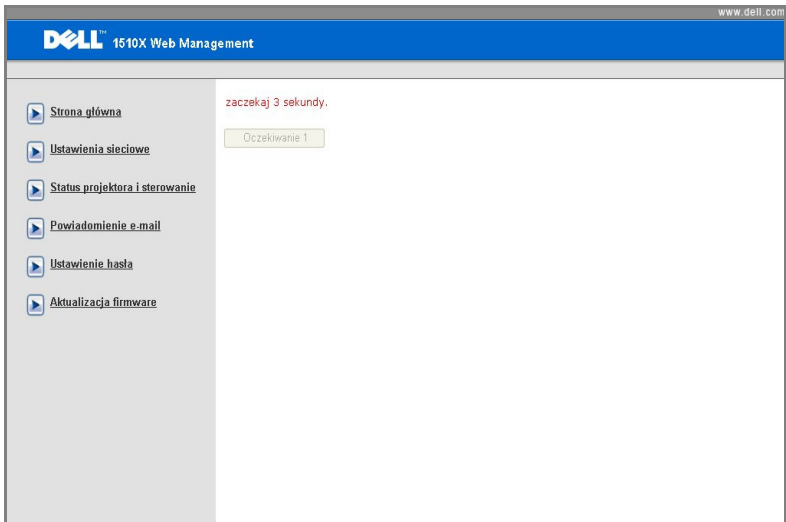 www.dell.com
DELL™ 1510X Web Management
Strona główna
Ustawienia sieciowe
Status projektora i sterowanie
Powiadomienie e-mail
Ustawienie hasła
Aktualizacja firmware
zaczekaj 3 sekundy.
Oczekiwanie 1